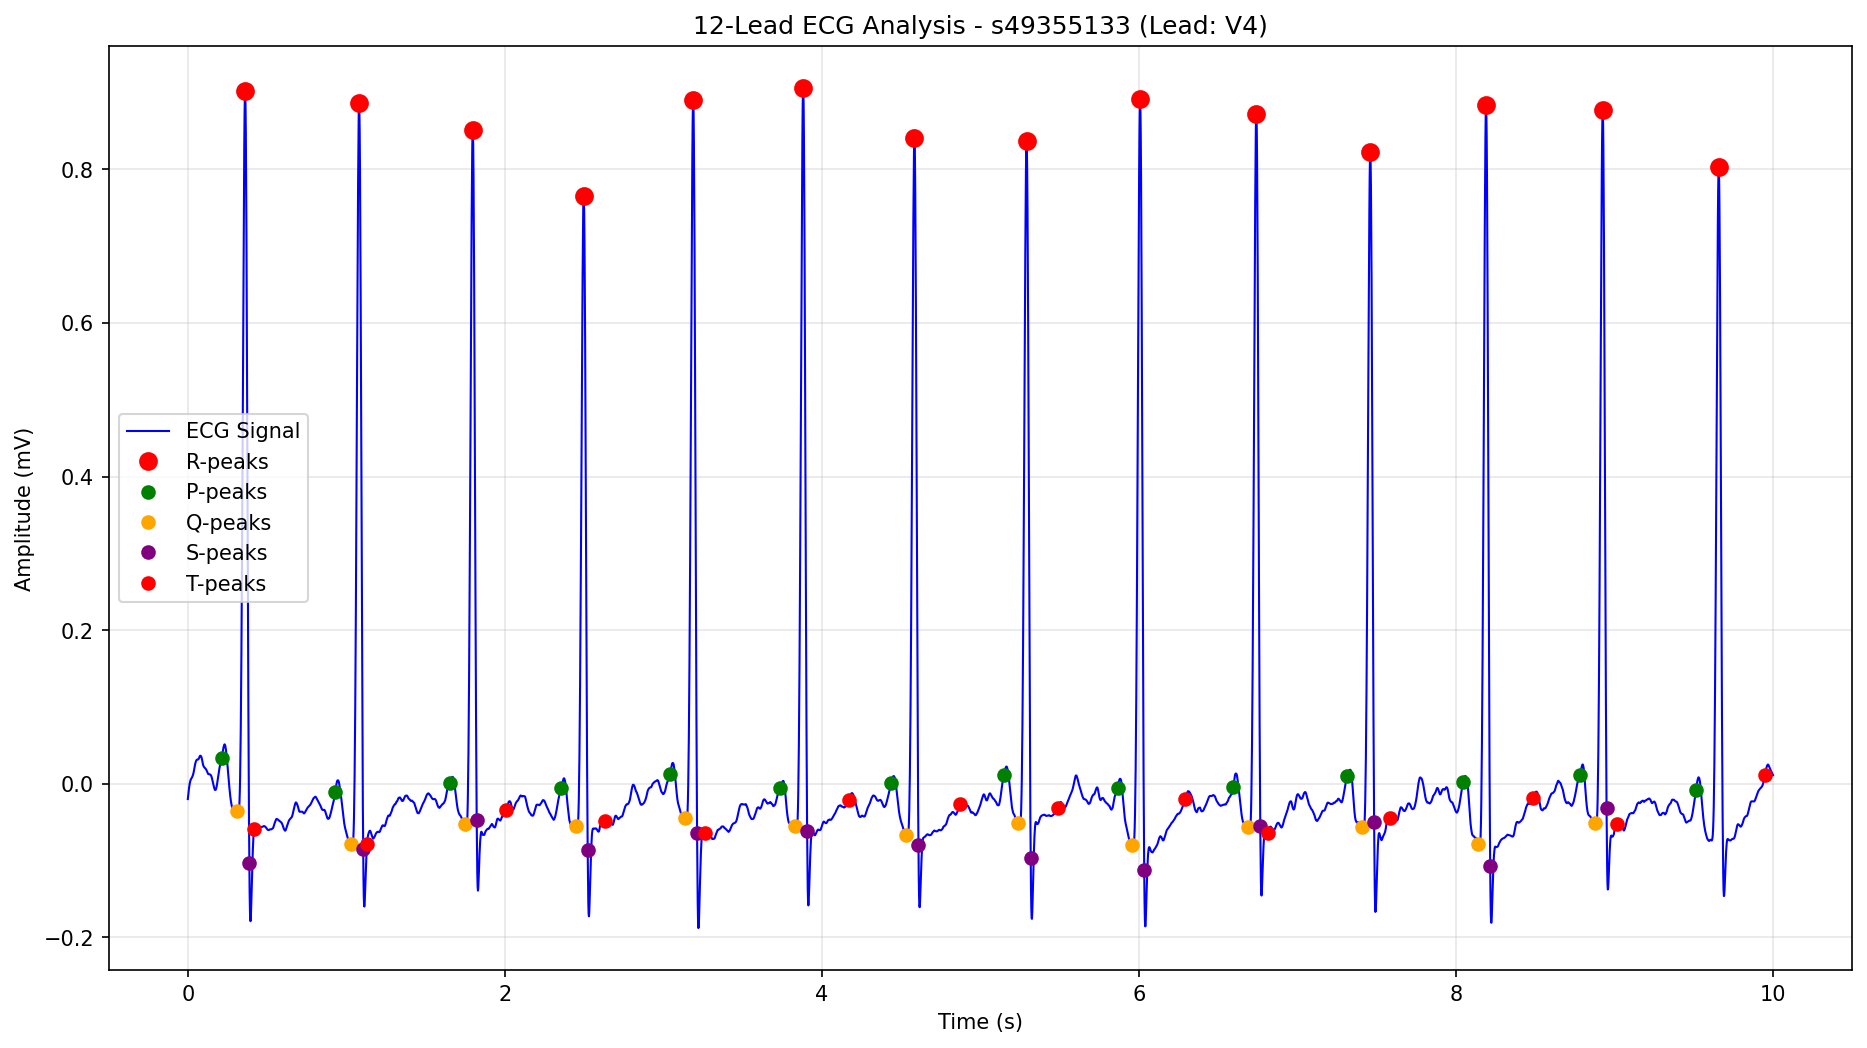 12-Lead ECG Analysis - s49355133 (Lead: V4)
Amplitude (mV)
0.8
0.6
0.4
0.2
0.0
−0.2
ECG Signal
R-peaks
P-peaks
Q-peaks
S-peaks
T-peaks
0 2 4 6 8 10
Time (s)